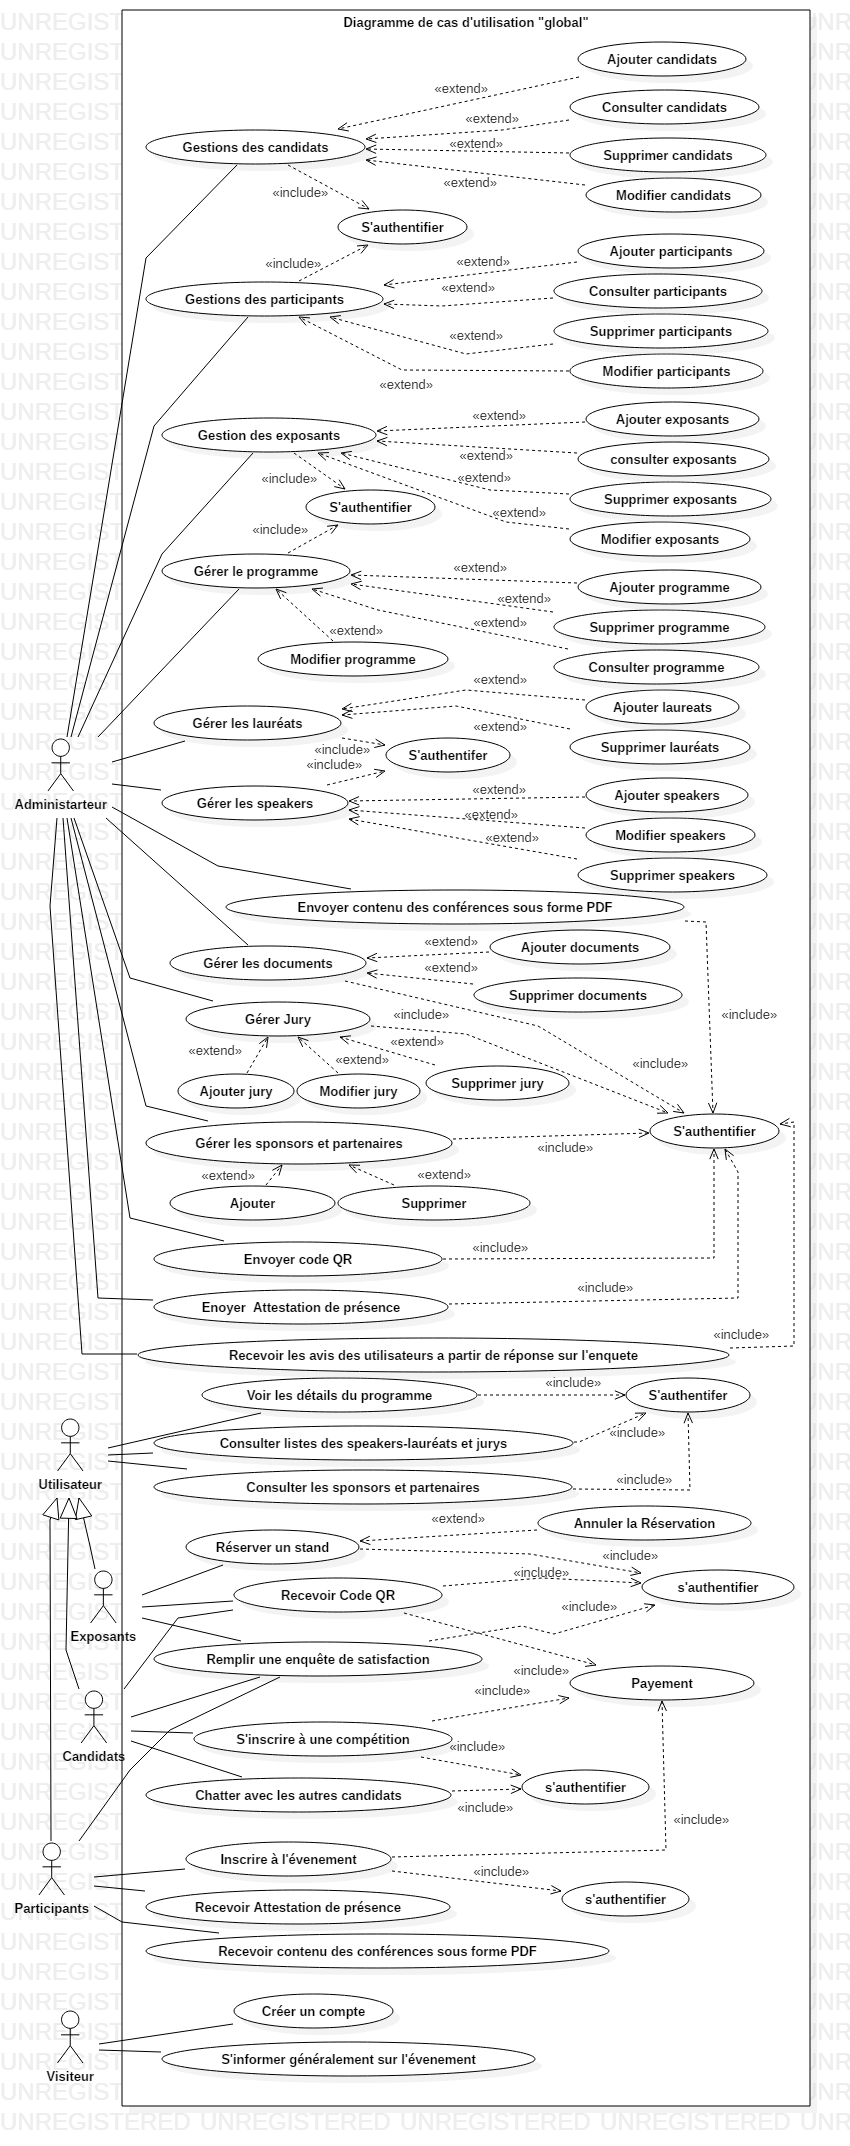 Diagramme de cas d'utilisation "global"
Ajouter candidats
«extend»
Consulter candidats
«extend»
Gestions des candidats
«extend»
Supprimer candidats
«extend»
Modifier candidats
«include»
S'authentifier
Ajouter participants
«include»
«extend»
Gestions des participants
«extend»
Consulter participants
«extend»
Supprimer participants
Modifier participants
«extend»
«extend»
Ajouter exposants
Gestion des exposants
«extend»
consulter exposants
«include»
«extend»
Supprimer exposants
S'authentifier
«extend»
«include»
Modifier exposants
Gérer le programme
«extend»
Ajouter programme
«extend»
Supprimer programme
«extend»
«extend»
Modifier programme
Consulter programme
«extend»
Gérer les lauréats
Ajouter laureats
«extend»
«include»
Supprimer lauréats
S'authentifer
«include»
Administarteur
Gérer les speakers
«extend»
Ajouter speakers
«extend»
Modifier speakers
«extend»
Supprimer speakers
Envoyer contenu des conférences sous forme PDF
Gérer les documents
«extend»
Ajouter documents
«extend»
Supprimer documents
Gérer Jury
«include»
«include»
«extend»
«extend»
«extend»
«include»
Ajouter jury
Modifier jury
Supprimer jury
S'authentifier
Gérer les sponsors et partenaires
«include»
«extend»
«extend»
Ajouter
Supprimer
Envoyer code QR
«include»
Enoyer  Attestation de présence
«include»
«include»
Recevoir les avis des utilisateurs a partir de réponse sur l'enquete
Voir les détails du programme
«include»
S'authentifer
Utilisateur
Consulter listes des speakers-lauréats et jurys
«include»
Consulter les sponsors et partenaires
«include»
Réserver un stand
«extend»
Annuler la Réservation
«include»
Exposants
Recevoir Code QR
«include»
s'authentifier
«include»
Remplir une enquête de satisfaction
«include»
Payement
«include»
Candidats
S'inscrire à une compétition
«include»
s'authentifier
Chatter avec les autres candidats
«include»
«include»
Inscrire à l'évenement
«include»
s'authentifier
Participants
Recevoir Attestation de présence
Recevoir contenu des conférences sous forme PDF
Créer un compte
Visiteur
S'informer généralement sur l'évenement
UNREGISTERED UNREGISTERED UNREGISTERED UNREGISTERED